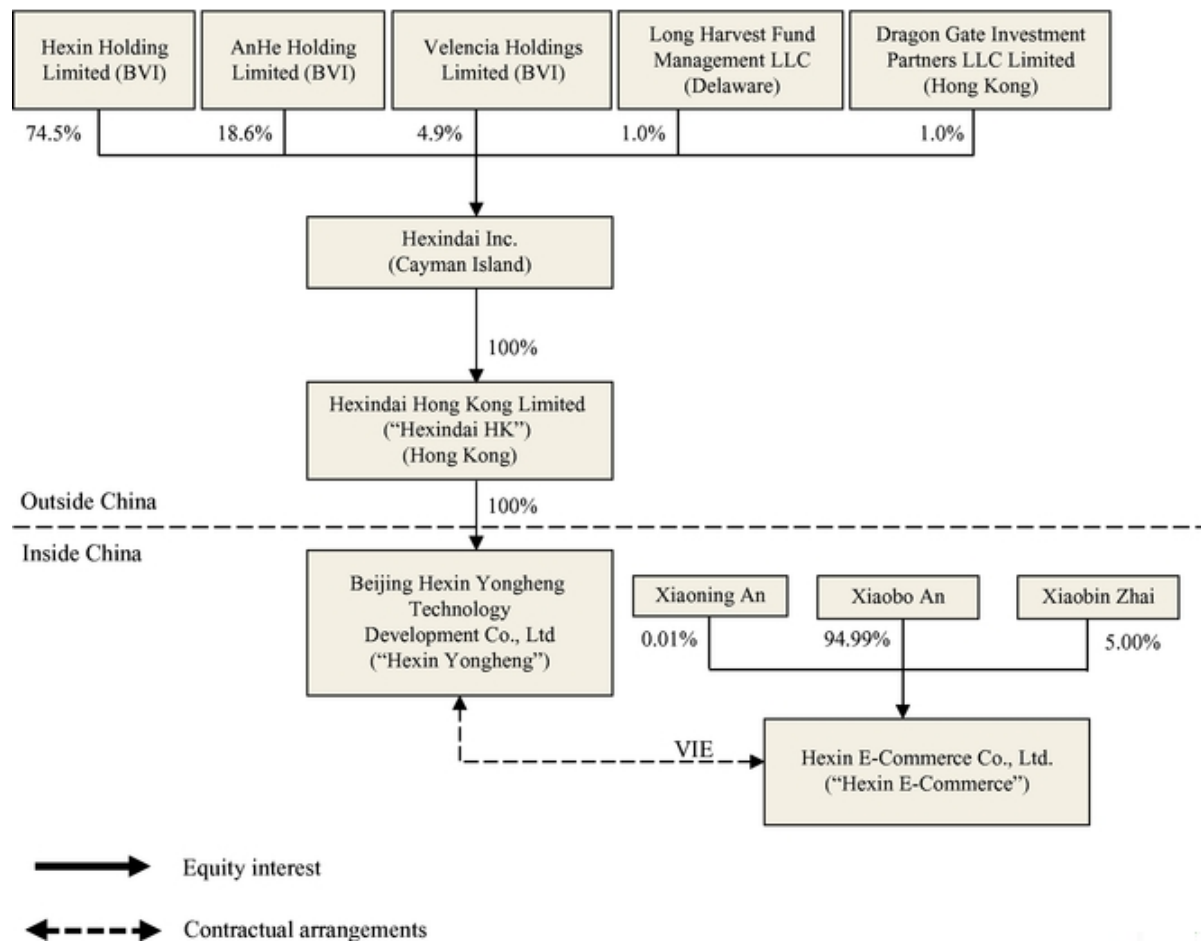 Hexin Holding
Limited (BVI)
AnHe Holding
Limited (BVI)
Velencia Holdings
Limited (BVI)
Long Harvest Fund
Management LLC
(Delaware)
Dragon Gate Investment
Partners LLC Limited
(Hong Kong)
74.5%
18.6%
4.9%
1.0%
1.0%
Hexindai Inc.
(Cayman Island)
100%
Hexindai Hong Kong Limited
(“Hexindai HK”)
(Hong Kong)
Outside China
100%
Inside China
Beijing Hexin Yongheng
Technology
Development Co., Ltd
(“Hexin Yongheng”)
Xiaoning An
Xiaobo An
Xiaobin Zhai
0.01%
94.99%
5.00%
VIE
Hexin E-Commerce Co., Ltd.
(“Hexin E-Commerce”)
Equity interest
Contractual arrangements